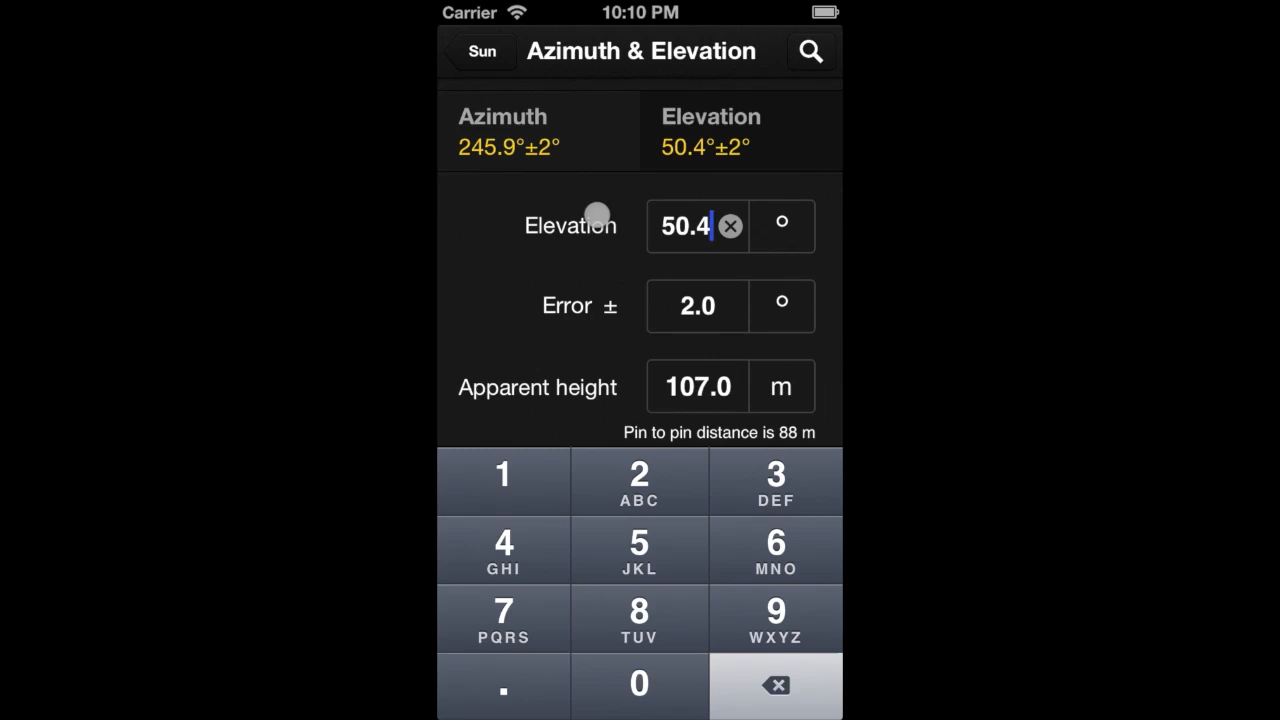 Carrier 10:10 PM
Sun Azimuth & Elevation
Azimuth Elevation
245.9°±2° 50.4°±2°
Elevation 50.4 °
Error ± 2.0 °
Apparent height 107.0 m
Pin to pin distance is 88 m
1 2 3
ABC DEF
4 5 6
GHI JKL MNO
7 8 9
PQRS TUV WXYZ
. 0